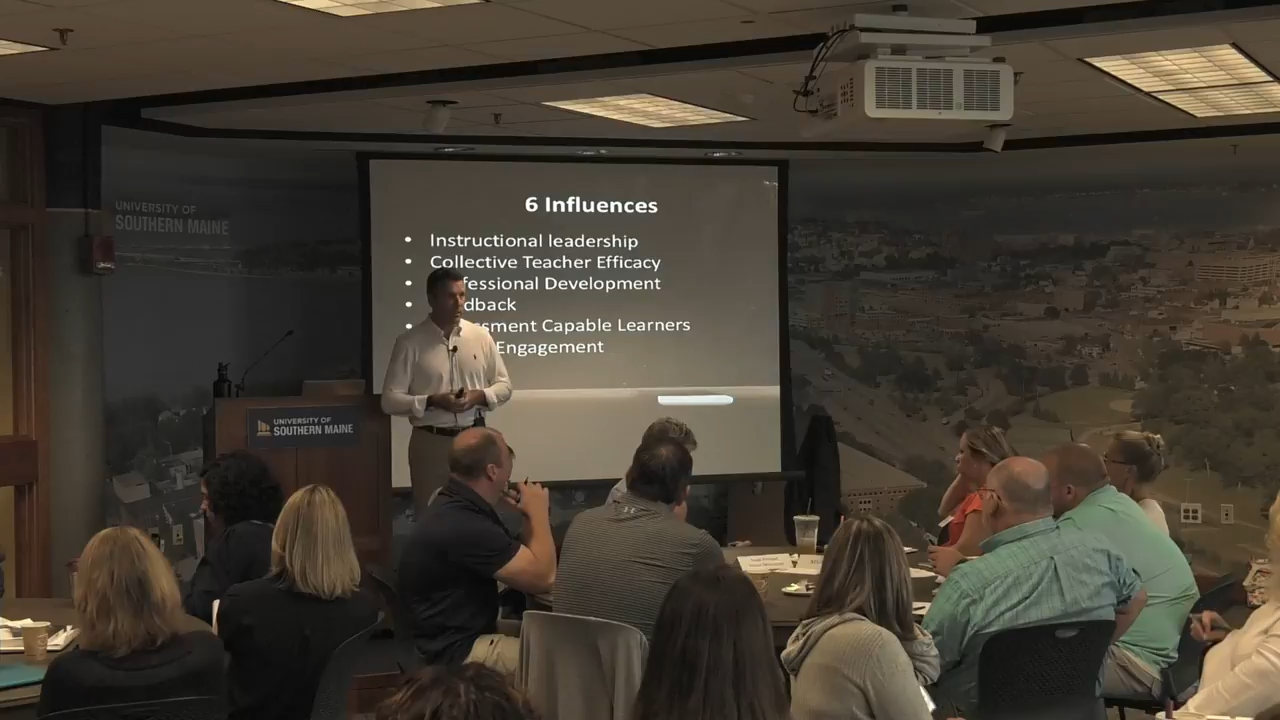 UNIVERSITY OF
SOUTHERN MAINE
6 Influences
• Instructional leadership
• Collective Teacher Efficacy
• fessional Development
• dback
• ssment Capable Learners
Engagement
UNIVERSITY OF
SOUTHERN MAINE